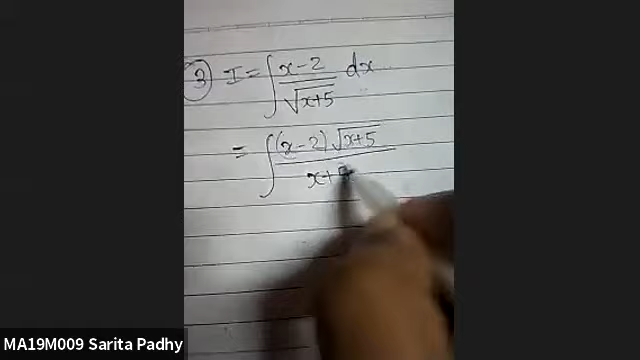 ③ I = ∫ x-2 / √x+5 dx
= ∫ (x-2) √x+5 / x+5
MA19M009 Sarita Padhy